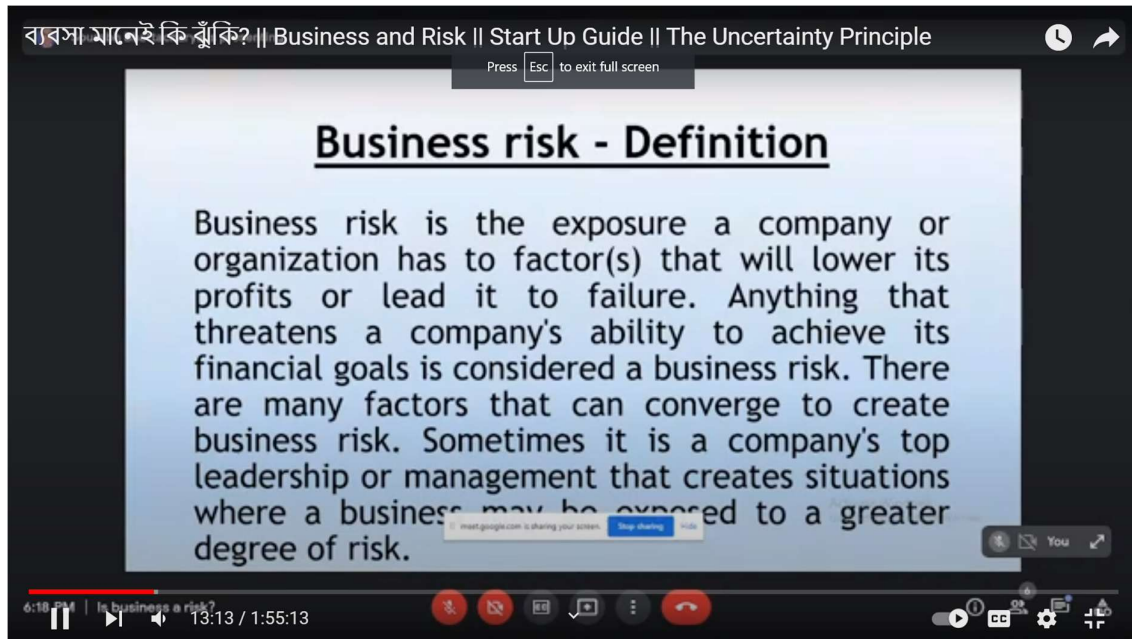 ব্যবসা মানেই কি ঝুঁকি? || Business and Risk || Start Up Guide || The Uncertainty Principle
Press Esc to exit full screen
Business risk - Definition
Business risk is the exposure a company or
organization has to factor(s) that will lower its
profits or lead it to failure. Anything that
threatens a company's ability to achieve its
financial goals is considered a business risk. There
are many factors that can converge to create
business risk. Sometimes it is a company's top
leadership or management that creates situations
where a business may be exposed to a greater
meet.google.com is sharing your screen. Stop sharing Hide
degree of risk.
You
6:18 PM | Is business a risk?
13:13 / 1:55:13
CC
6